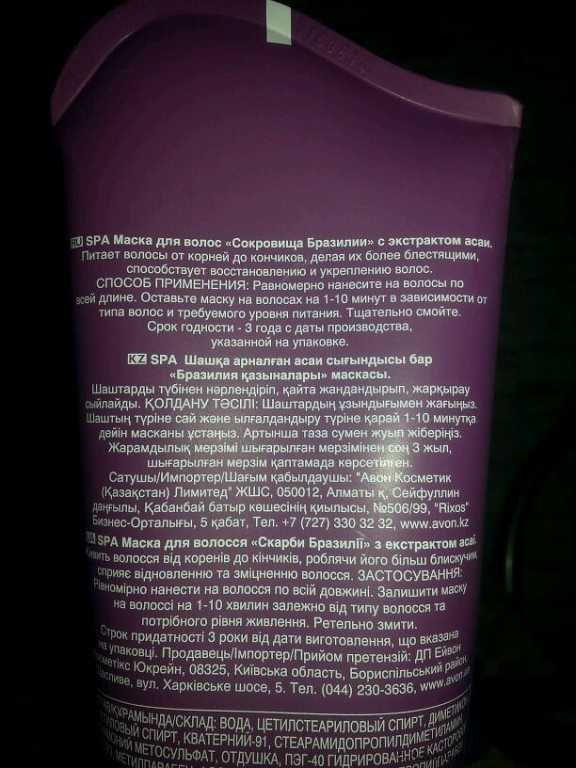 RU SPA Маска для волос «Сокровища Бразилии» с экстрактом асаи.
Питает волосы от корней до кончиков, делая их более блестящими,
способствует восстановлению и укреплению волос.
СПОСОБ ПРИМЕНЕНИЯ: Равномерно нанесите на волосы по
всей длине. Оставьте маску на волосах на 1-10 минут в зависимости от
типа волос и требуемого уровня питания. Тщательно смойте.
Срок годности - 3 года с даты производства,
указанной на упаковке.
KZ SPA Шашқа арналған асаи сығындысы бар
«Бразилия қазыналары» маскасы.
Шаштарды түбінен нәрлендіріп, қайта жандандырып, жарқырау
сыйлайды. ҚОЛДАНУ ТӘСІЛІ: Шаштардың ұзындығымен жағыңыз.
Шаштың түріне сай және ылғалдандыру түріне қарай 1-10 минутқа
дейін масканы ұстаңыз. Артынша таза сумен жуып жіберіңіз.
Жарамдылық мерзімі шығарылған мерзімінен соң 3 жыл,
шығарылған мерзім қаптамада көрсетілген.
Сатушы/Импортер/Шағым қабылдаушы: "Авон Косметик
(Қазақстан) Лимитед" ЖШС, 050012, Алматы қ, Сейфуллин
даңғылы, Қабанбай батыр көшесінің қиылысы, №506/99, "Rixos"
Бизнес-Орталығы, 5 қабат, Тел. +7 (727) 330 32 32, www.avon.kz
UA SPA Маска для волосся «Скарби Бразилії» з екстрактом асаї.
Живить волосся від коренів до кінчиків, роблячи його більш блискучим,
сприяє відновленню та зміцненню волосся. ЗАСТОСУВАННЯ:
Рівномірно нанести на волосся по всій довжині. Залишити маску
на волоссі на 1-10 хвилин залежно від типу волосся та
потрібного рівня живлення. Ретельно змити.
Строк придатності 3 роки від дати виготовлення, що вказана
на упаковці. Продавець/Імпортер/Прийом претензій: ДП Ейвон
Косметікс Юкрейн, 08325, Київська область, Бориспільський район,
Щасливе, вул. Харківське шосе, 5. Тел. (044) 230-3636, www.avon.
ҚҰРАМЫНДА/СКЛАД: ВОДА, ЦЕТИЛСТЕАРИЛОВЫЙ СПИРТ,
СПИРТ, КВАТЕРНИЙ-91, СТЕАРАМИДОПРОПИЛДИМЕТИЛАМИН,
МЕТОСУЛЬФАТ, ОТДУШКА, ПЭГ-40 ГИДРИРОВАННОЕ